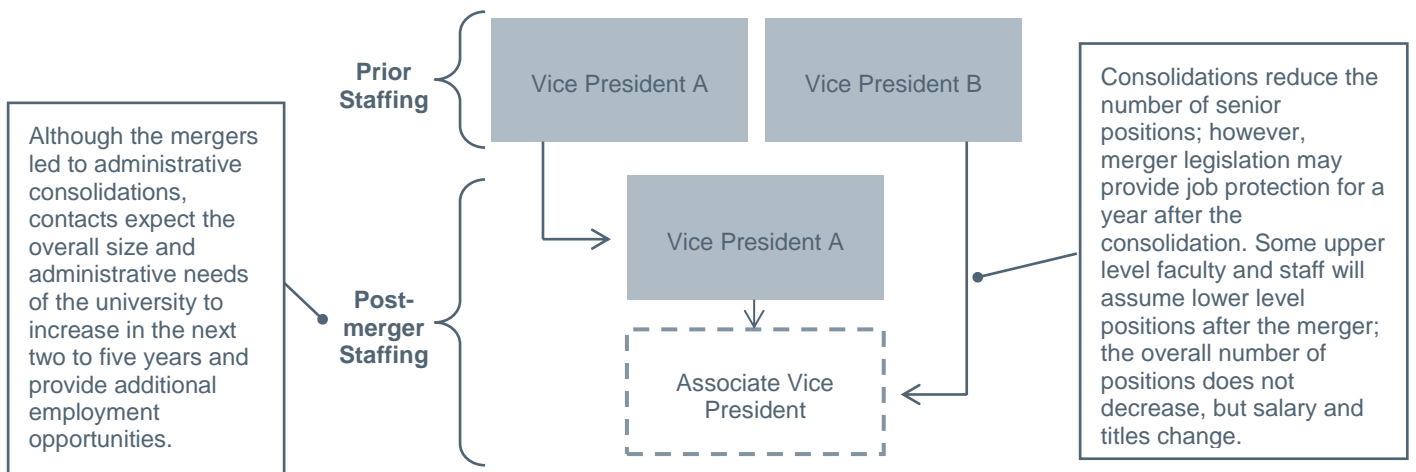 Prior
Staffing
Vice President A
Vice President B
Although the mergers
led to administrative
consolidations,
contacts expect the
overall size and
administrative needs
of the university to
increase in the next
two to five years and
provide additional
employment
opportunities.
Post-
merger
Staffing
Vice President A
Associate Vice
President
Consolidations reduce the
number of senior
positions; however,
merger legislation may
provide job protection for a
year after the
consolidation. Some upper
level faculty and staff will
assume lower level
positions after the merger;
the overall number of
positions does not
decrease, but salary and
titles change.